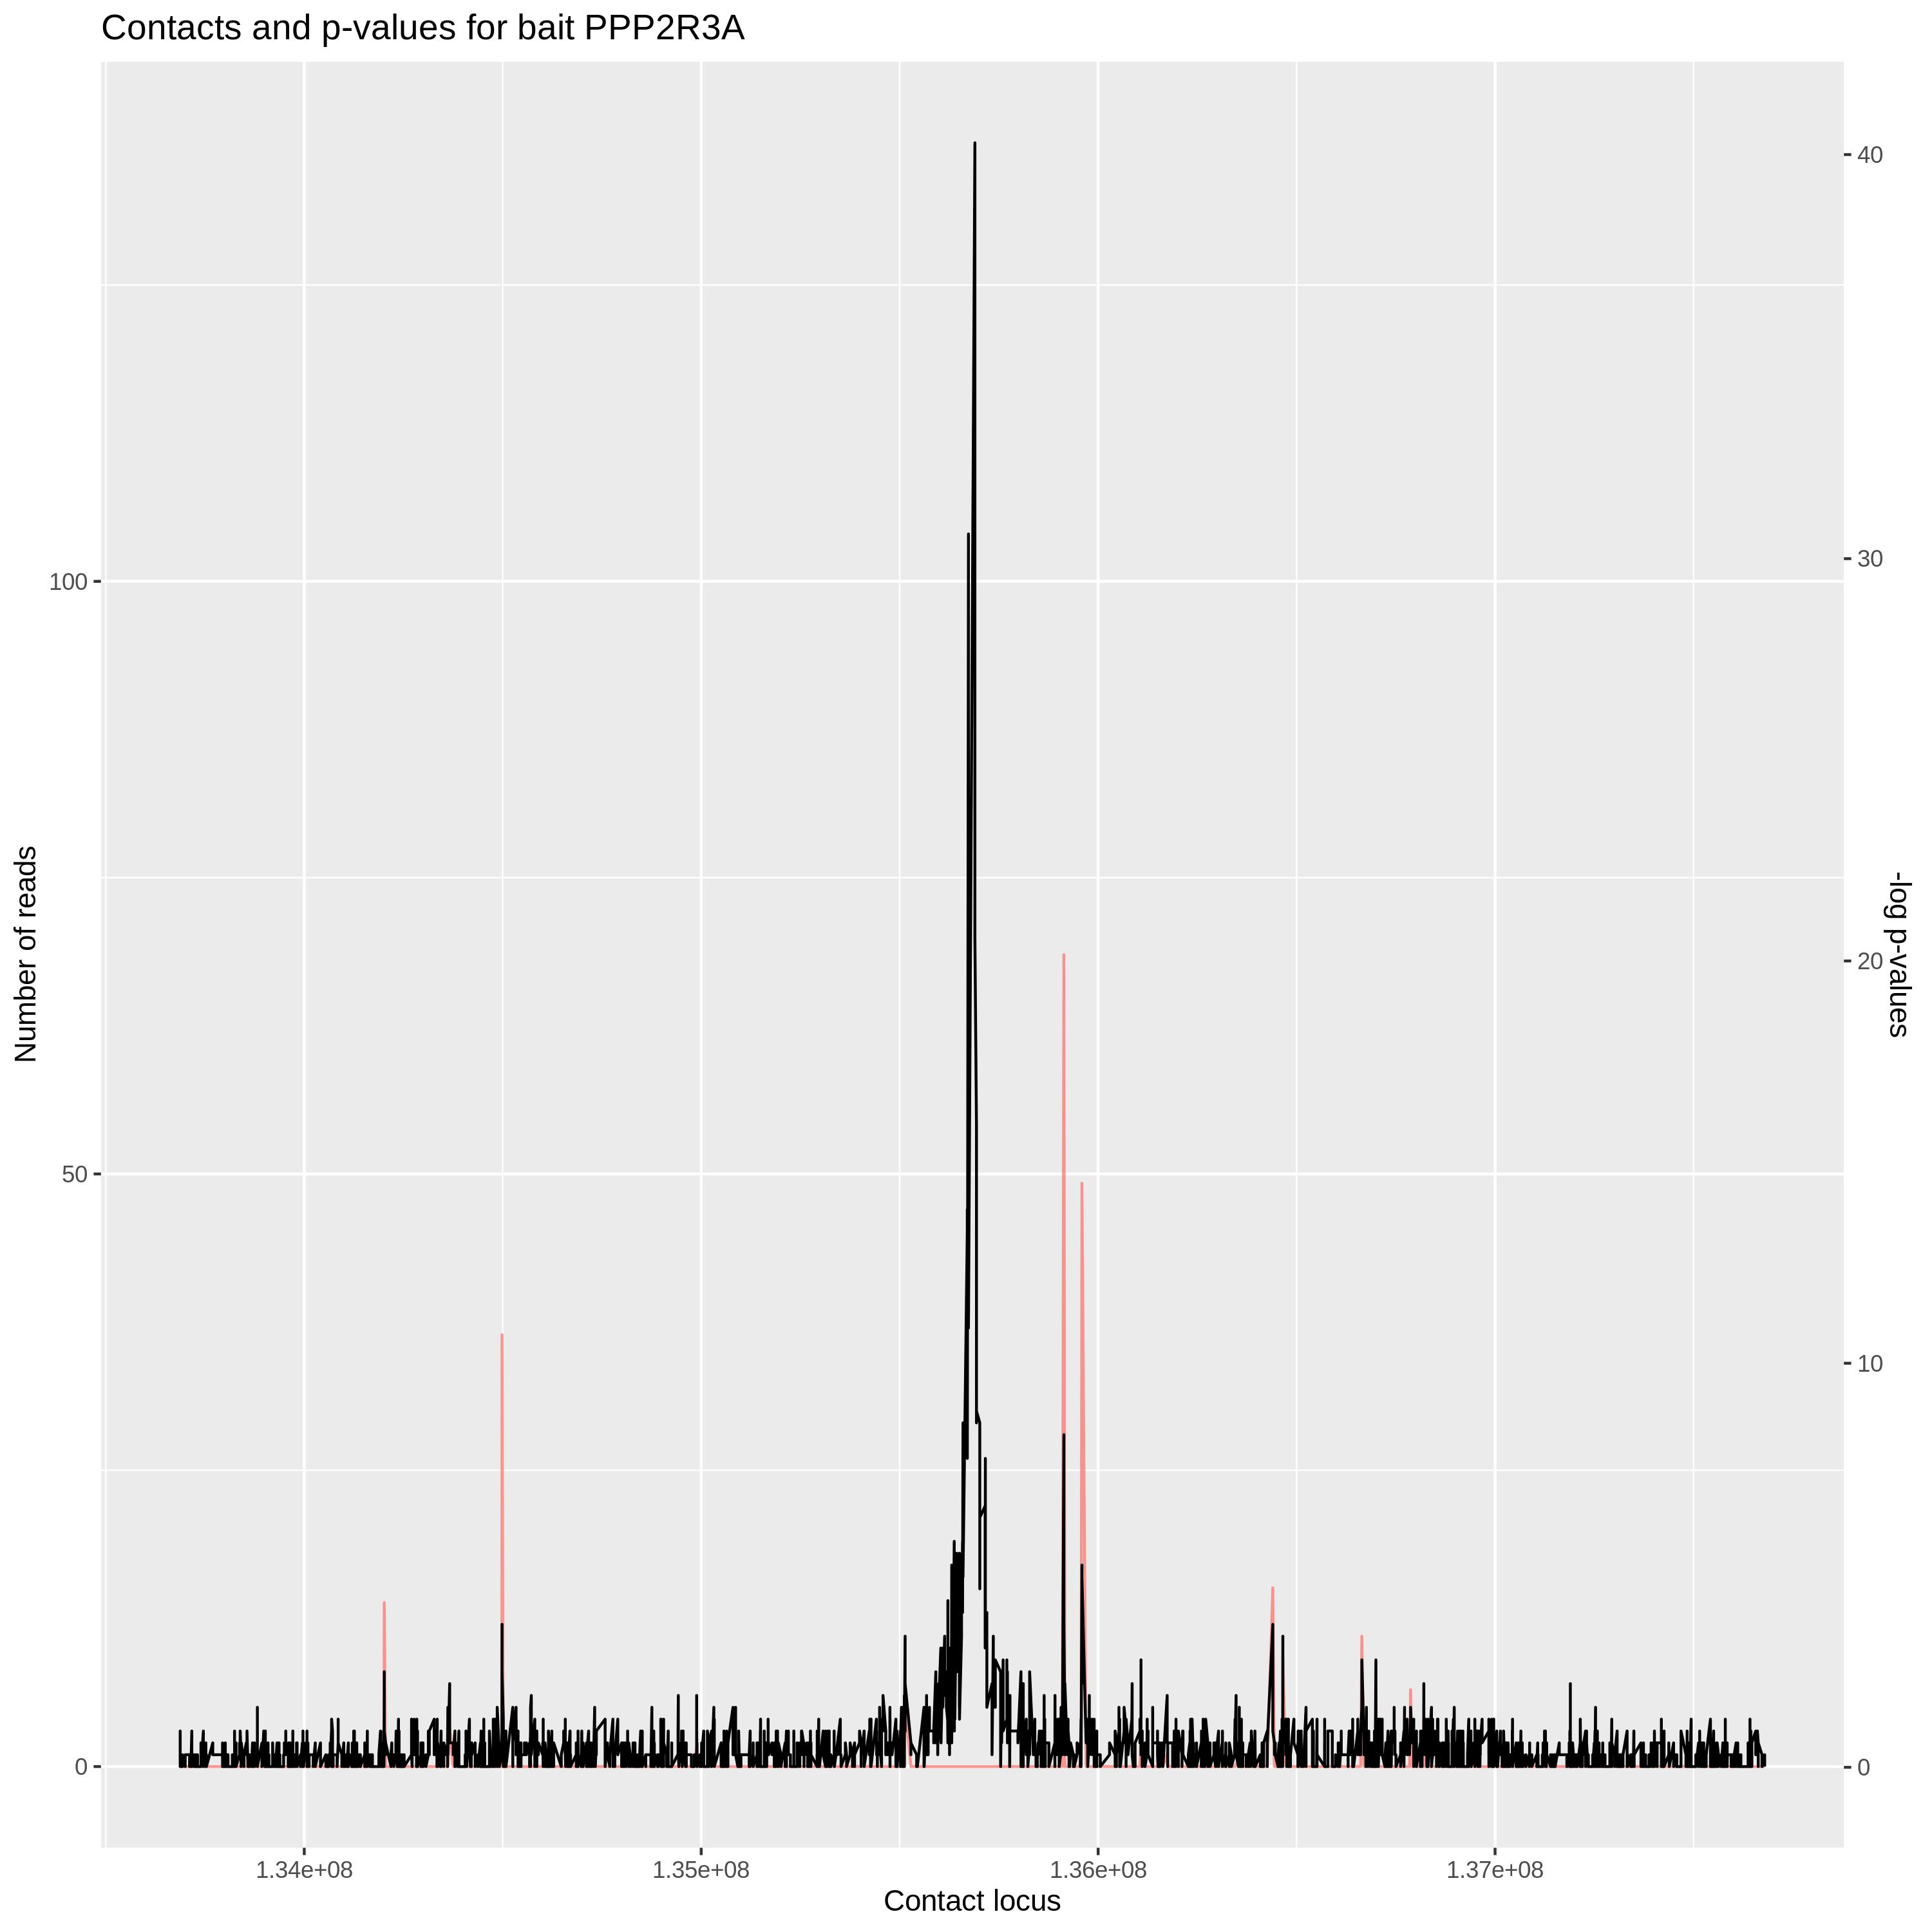 Contacts and p-values for bait PPP2R3A
40
30
100
Number of reads
-log p-values
20
50
10
0
0
1.34e+08
1.35e+08
1.36e+08
1.37e+08
Contact locus